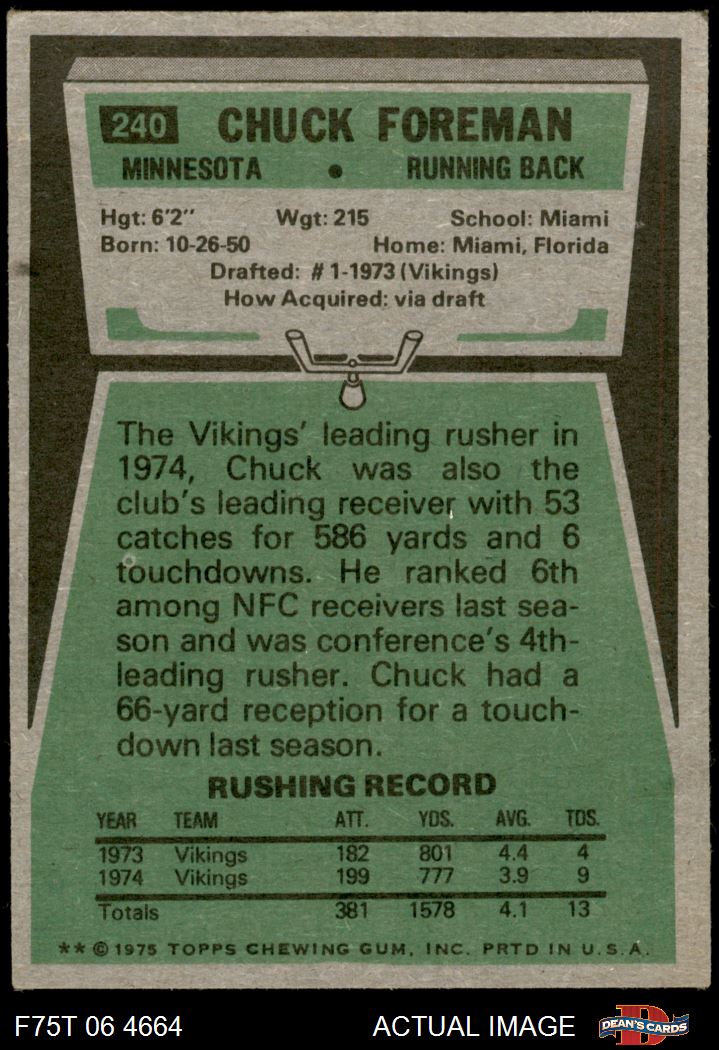 240 CHUCK FOREMAN
MINNESOTA • RUNNING BACK
Hgt: 6'2" Wgt: 215 School: Miami
Born: 10-26-50 Home: Miami, Florida
Drafted: #1-1973 (Vikings)
How Acquired: via draft
The Vikings' leading rusher in
1974, Chuck was also the
club's leading receiver with 53
catches for 586 yards and 6
touchdowns. He ranked 6th
among NFC receivers last sea-
son and was conference's 4th-
leading rusher. Chuck had a
66-yard reception for a touch-
down last season.
RUSHING RECORD
YEAR TEAM ATT. YDS. AVG. TDS.
1973 Vikings 182 801 4.4 4
1974 Vikings 199 777 3.9 9
Totals 381 1578 4.1 13
** © 1975 TOPPS CHEWING GUM, INC. PRTD IN U.S.A.
F75T 06 4664 ACTUAL IMAGE D DEAN'S CARDS